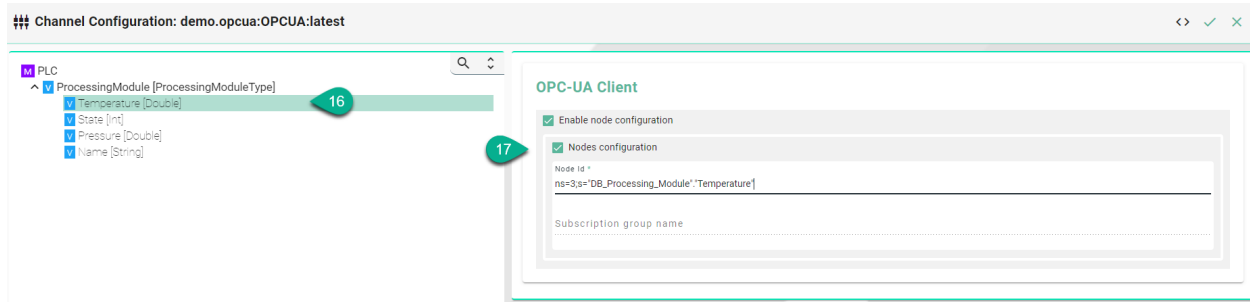 Channel Configuration: demo.opcua:OPCUA:latest
M PLC
V ProcessingModule [ProcessingModuleType]
V Temperature [Double]
16
V State [Int]
V Pressure [Double]
V Name [String]
OPC-UA Client
Enable node configuration
17
Nodes configuration
Node Id *
ns=3;s="DB_Processing_Module"."Temperature"
Subscription group name